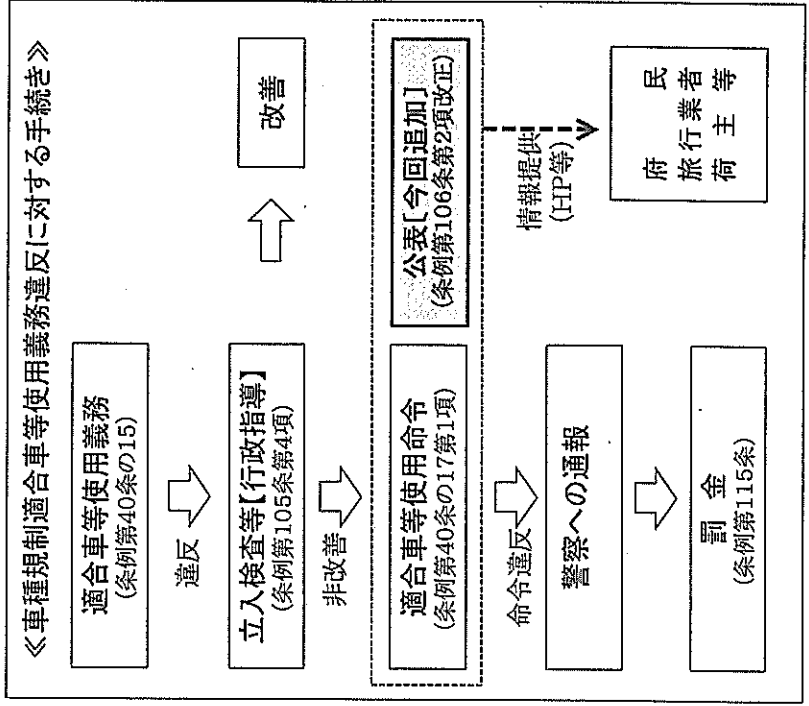 ≪車種規制適合車等使用義務違反に対する手続き≫
適合車等使用義務
(条例第40条の15)
違反
立入検査等【行政指導】
(条例第105条第4項)
改善
非改善
適合車等使用命令
(条例第40条の17第1項)
公表[今回追加]
(条例第106条第2項改正)
命令違反
情報提供
(HP等)
警察への通報
府民
旅行業者
荷主等
罰金
(条例第115条)